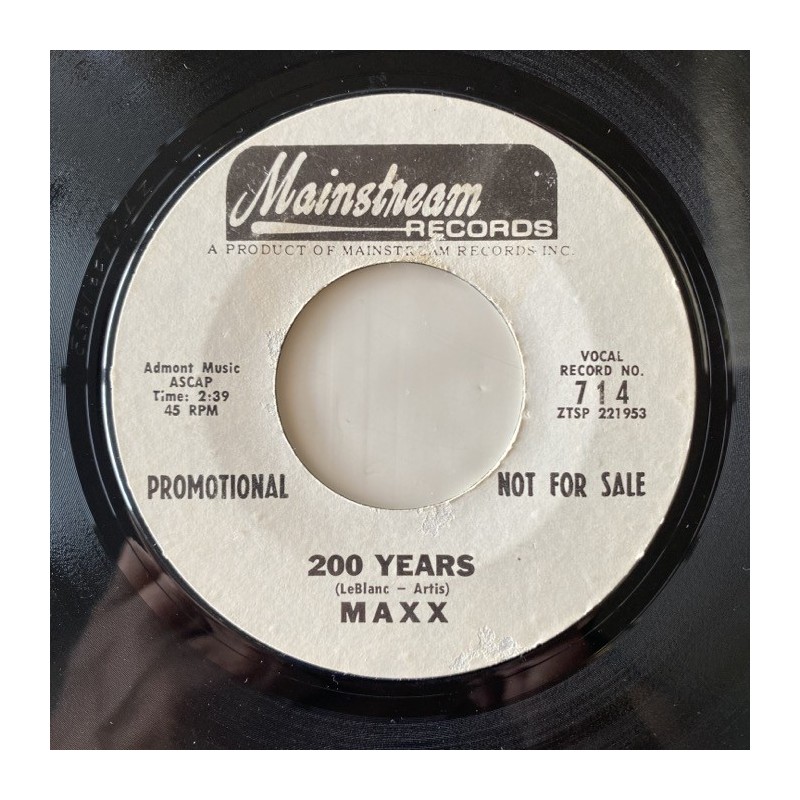 Mainstream
RECORDS
A PRODUCT OF MAINSTREAM RECORDS INC.
Admont Music
ASCAP
Time: 2:39
45 RPM
VOCAL
RECORD NO.
714
ZTSP 221953
PROMOTIONAL
NOT FOR SALE
200 YEARS
(LeBlanc - Artis)
MAXX